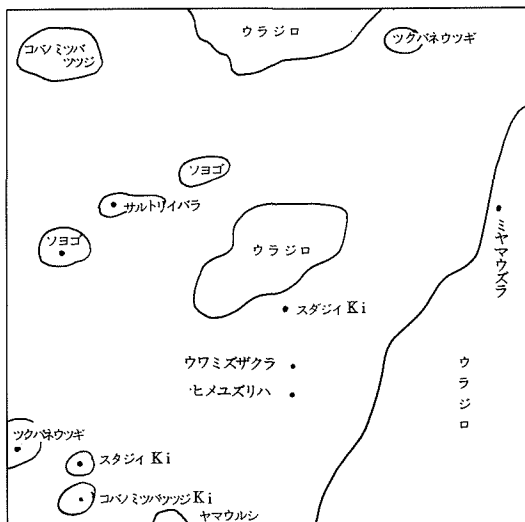 コバノミツバ
ツツジ
ウラジロ
ツクバネウツギ
ソヨゴ
サルトリイバラ
ソヨゴ
ウラジロ
ミヤマウズラ
スダジイ Ki
ウワミズザクラ
ヒメユズリハ
ウラジロ
ツクバネウツギ
スタジイ Ki
コバノミツバツツジ Ki
ヤマウルシ